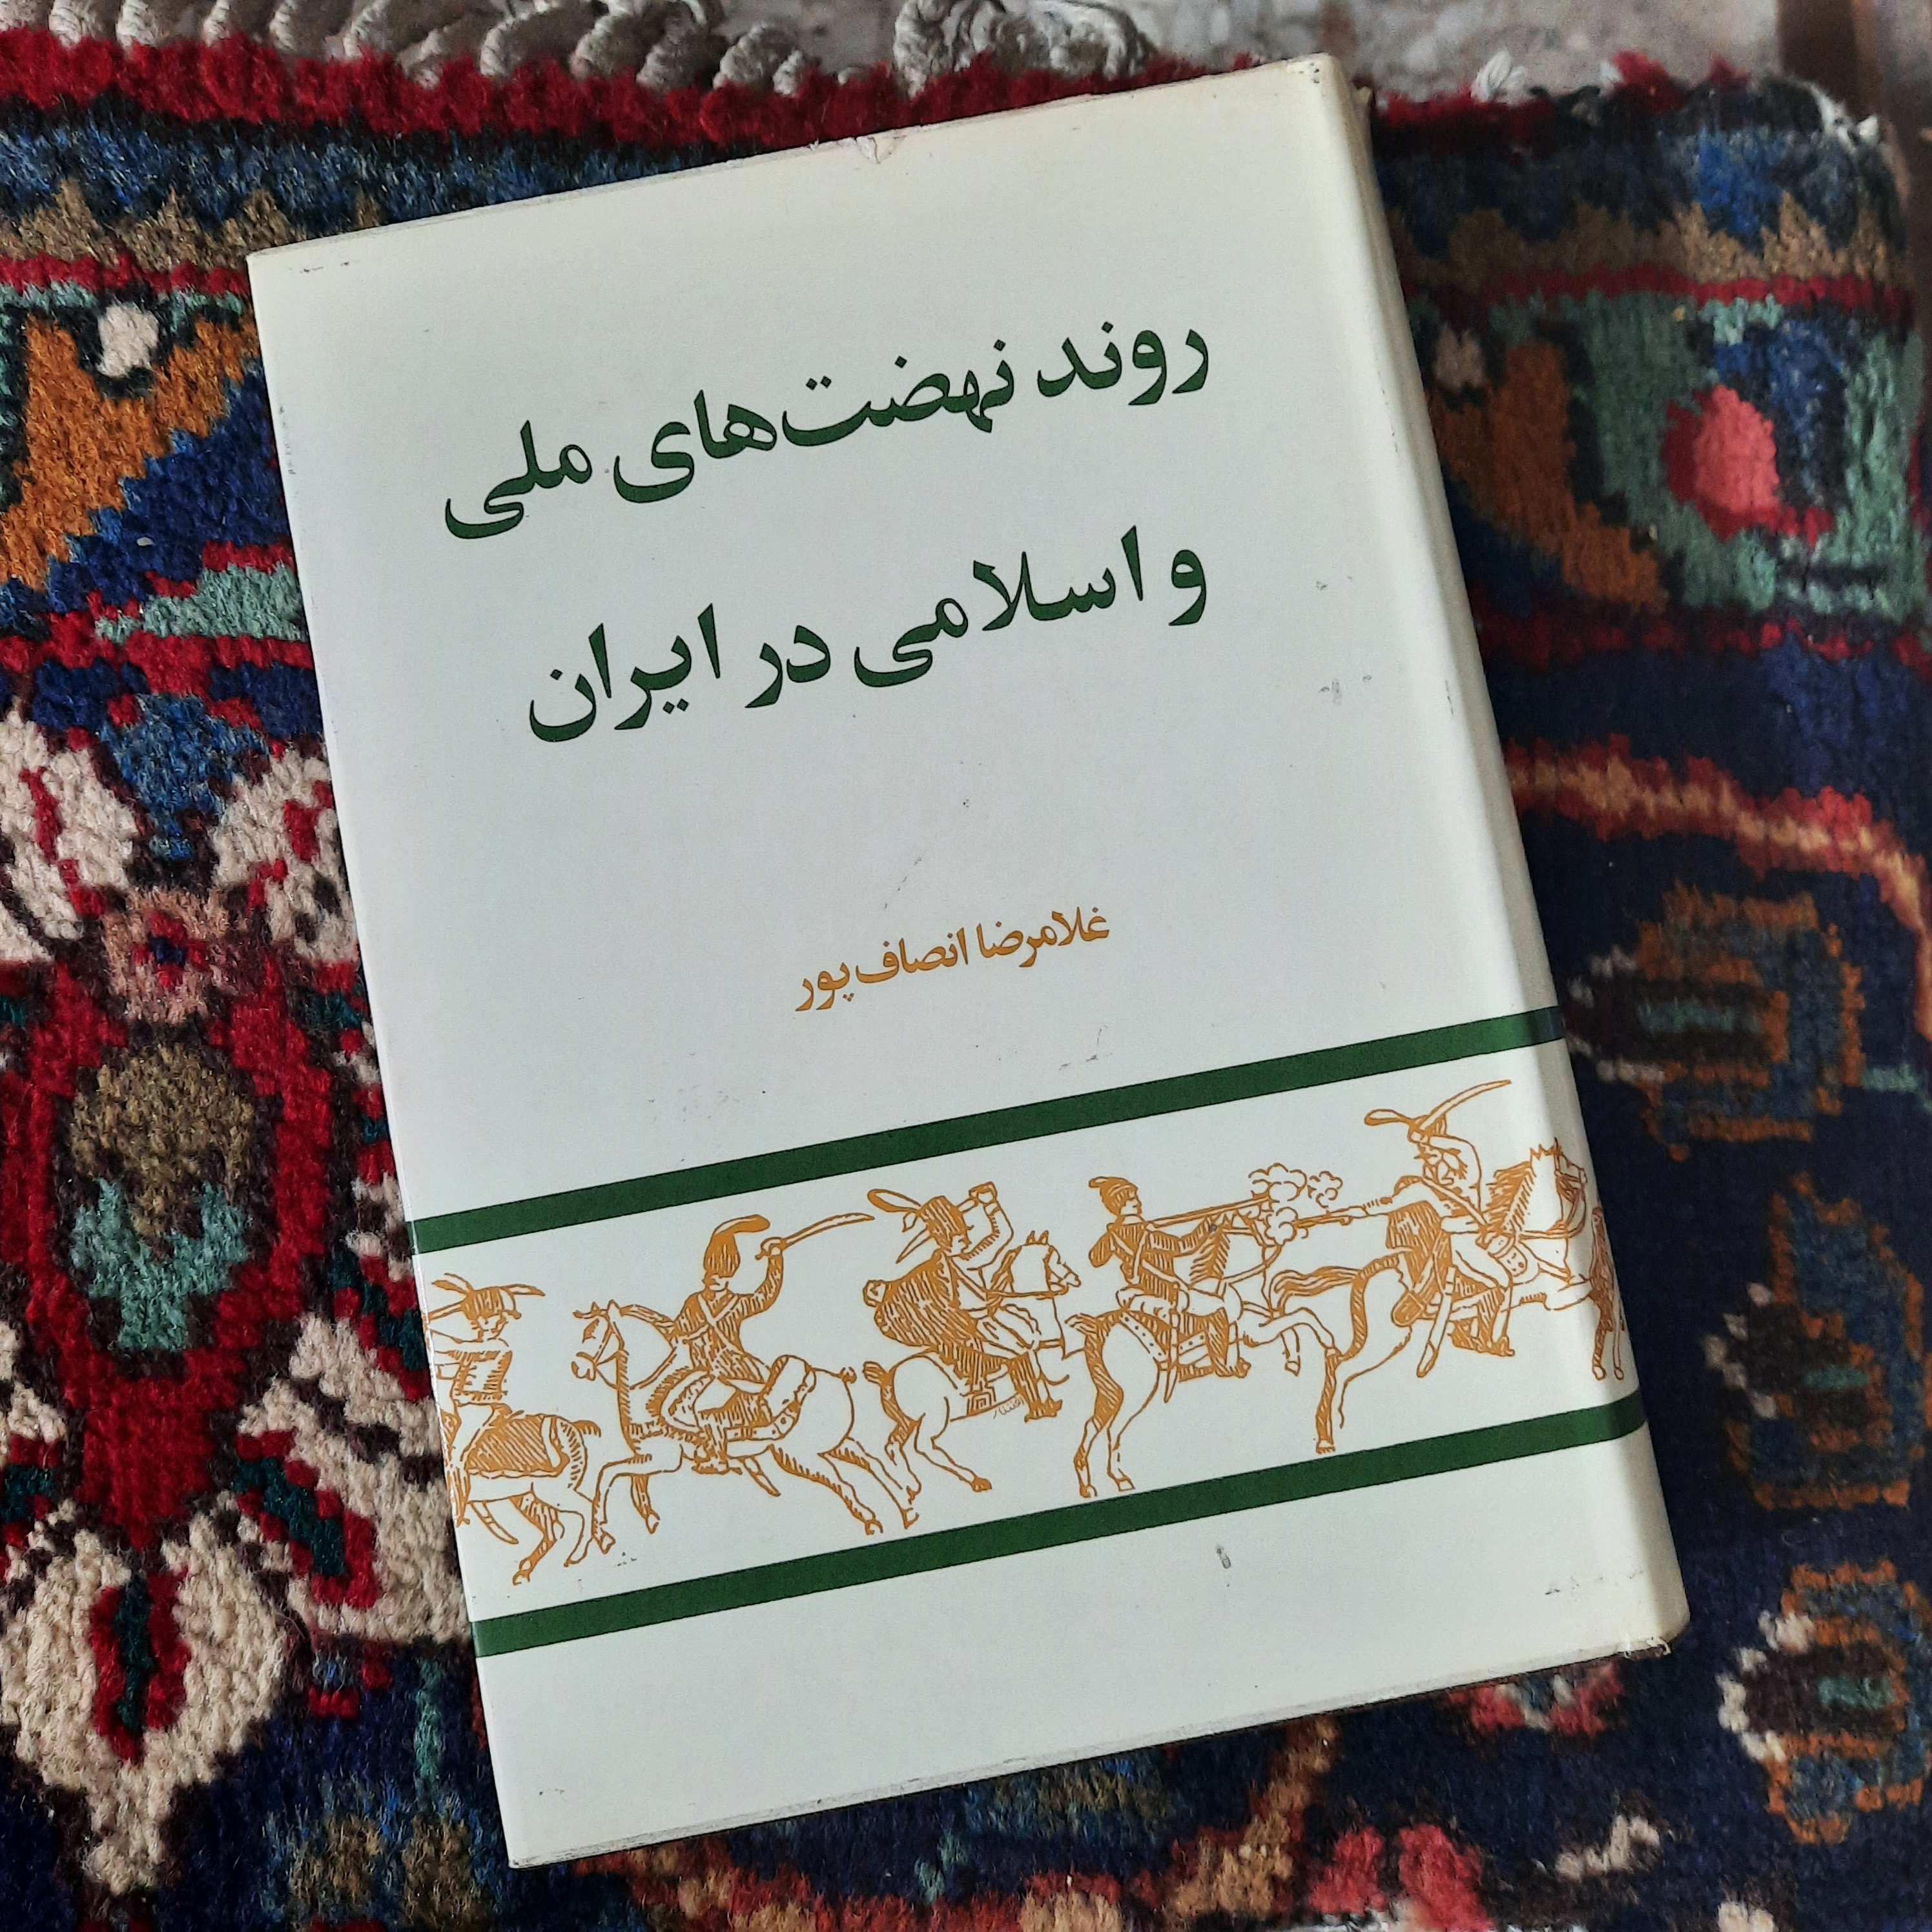 روند نهضت‌های ملی
و اسلامی در ایران
غلامرضا انصاف‌پور